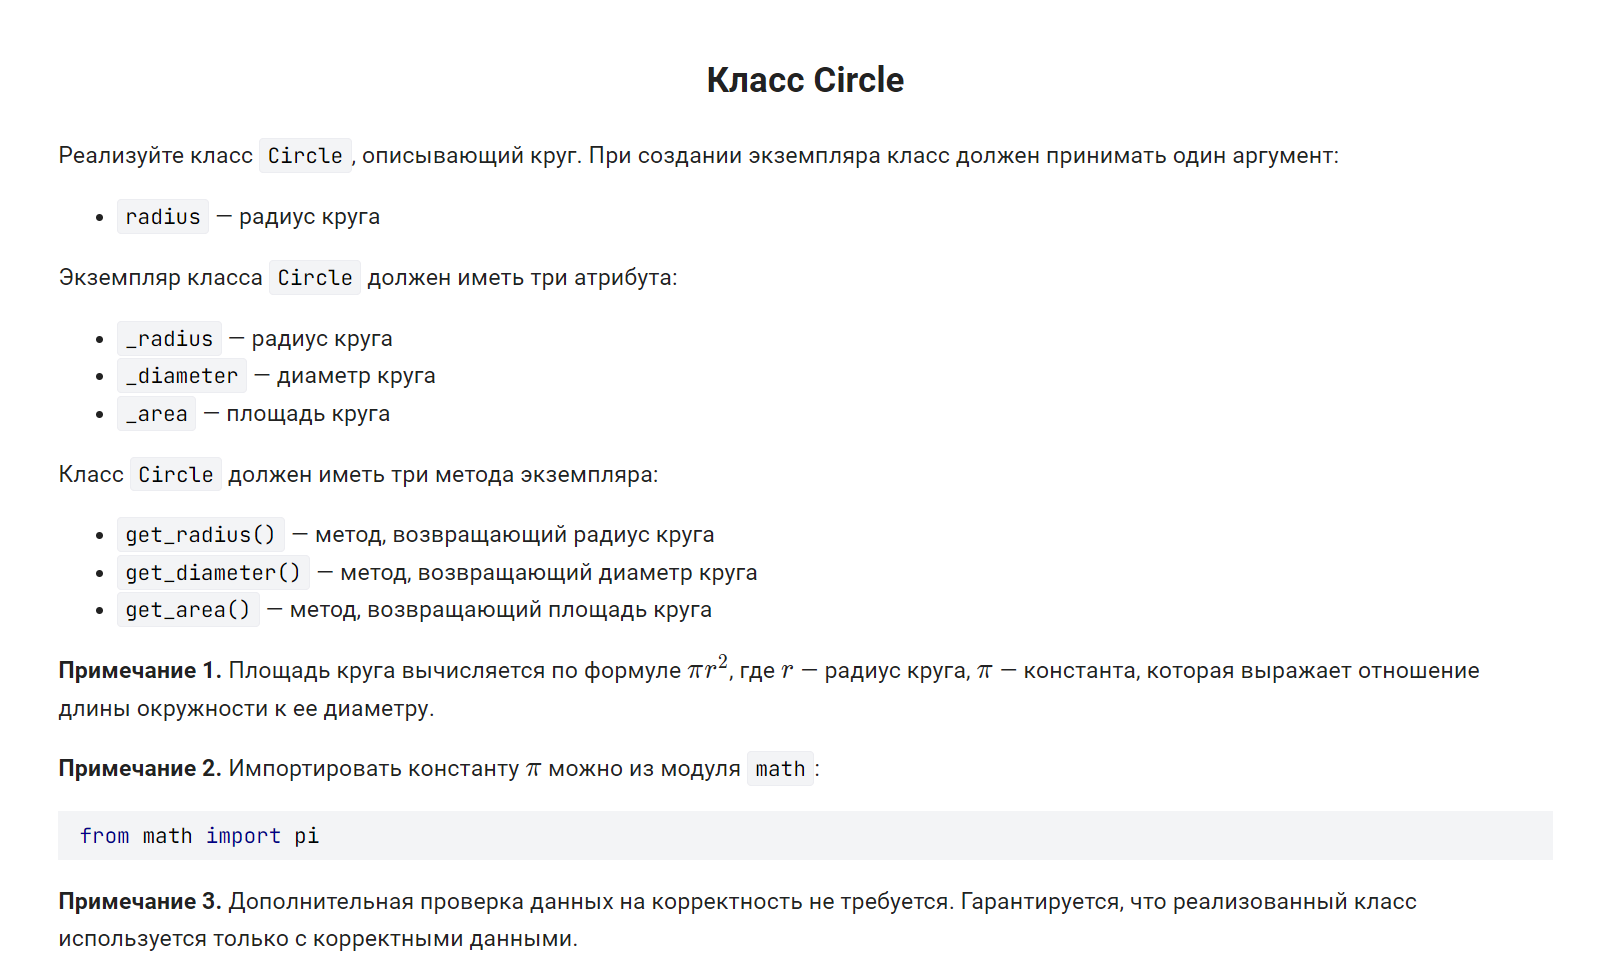 Класс Circle
Реализуйте класс Circle, описывающий круг. При создании экземпляра класс должен принимать один аргумент:
• radius — радиус круга
Экземпляр класса Circle должен иметь три атрибута:
• _radius — радиус круга
• _diameter — диаметр круга
• _area — площадь круга
Класс Circle должен иметь три метода экземпляра:
• get_radius() — метод, возвращающий радиус круга
• get_diameter() — метод, возвращающий диаметр круга
• get_area() — метод, возвращающий площадь круга
Примечание 1. Площадь круга вычисляется по формуле πr², где r — радиус круга, π — константа, которая выражает отношение
длины окружности к ее диаметру.
Примечание 2. Импортировать константу π можно из модуля math:
from math import pi
Примечание 3. Дополнительная проверка данных на корректность не требуется. Гарантируется, что реализованный класс
используется только с корректными данными.